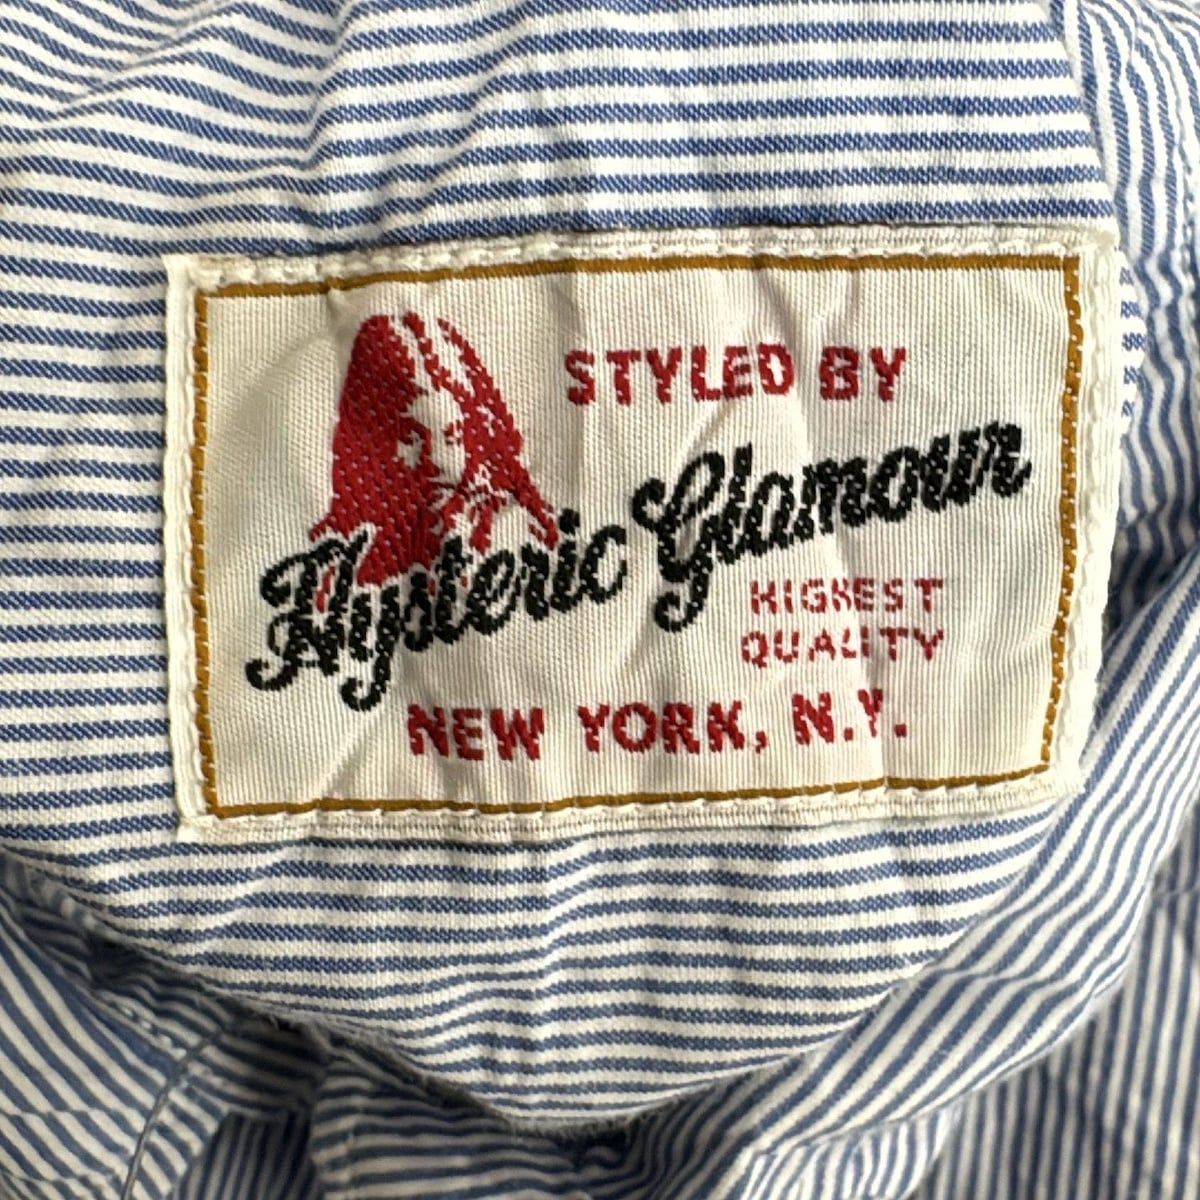 STYLED BY
Hysteric Glamour
HIGHEST
QUALITY
NEW YORK, N.Y.